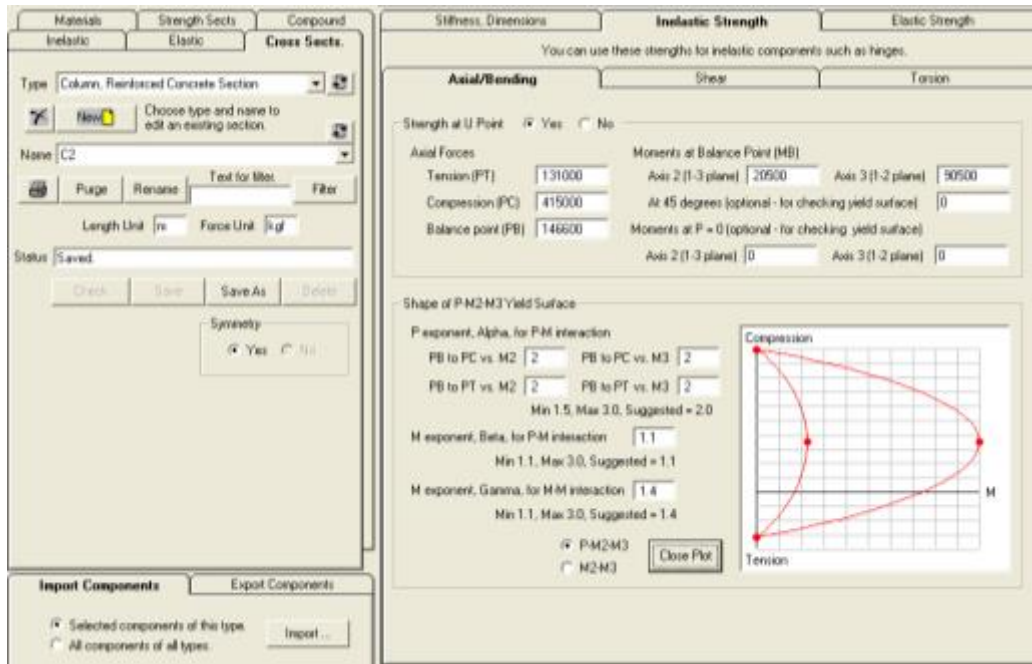 Materials Strength Sects Compound
Inelastic Elastic Cross Sects.
Type Column, Reinforced Concrete Section
New Choose type and name to
edit an existing section.
Name C2
Text for filter.
Purge Rename Filter
Length Unit m Force Unit kgf
Status Saved.
Check Save Save As Delete
Symmetry
Yes No
Import Components Export Components
Selected components of this type.
All components of all types.
Import ...
Stiffness, Dimensions Inelastic Strength Elastic Strength
You can use these strengths for inelastic components such as hinges.
Axial/Bending Shear Torsion
Strength at U Point Yes No
Axial Forces Moments at Balance Point (MB)
Tension (PT) 131000 Axis 2 (1-3 plane) 20500 Axis 3 (1-2 plane) 90500
Compression (PC) 415000 At 45 degrees (optional - for checking yield surface) 0
Balance point (PB) 146600 Moments at P = 0 (optional - for checking yield surface)
Axis 2 (1-3 plane) 0 Axis 3 (1-2 plane) 0
Shape of P-M2-M3 Yield Surface
P exponent, Alpha, for P-M interaction
PB to PC vs. M2 2 PB to PC vs. M3 2
PB to PT vs. M2 2 PB to PT vs. M3 2
Min 1.5, Max 3.0, Suggested = 2.0
M exponent, Beta, for P-M interaction 1.1
Min 1.1, Max 3.0, Suggested = 1.1
M exponent, Gamma, for M-M interaction 1.4
Min 1.1, Max 3.0, Suggested = 1.4
P-M2-M3
M2-M3
Close Plot
Compression
M
Tension